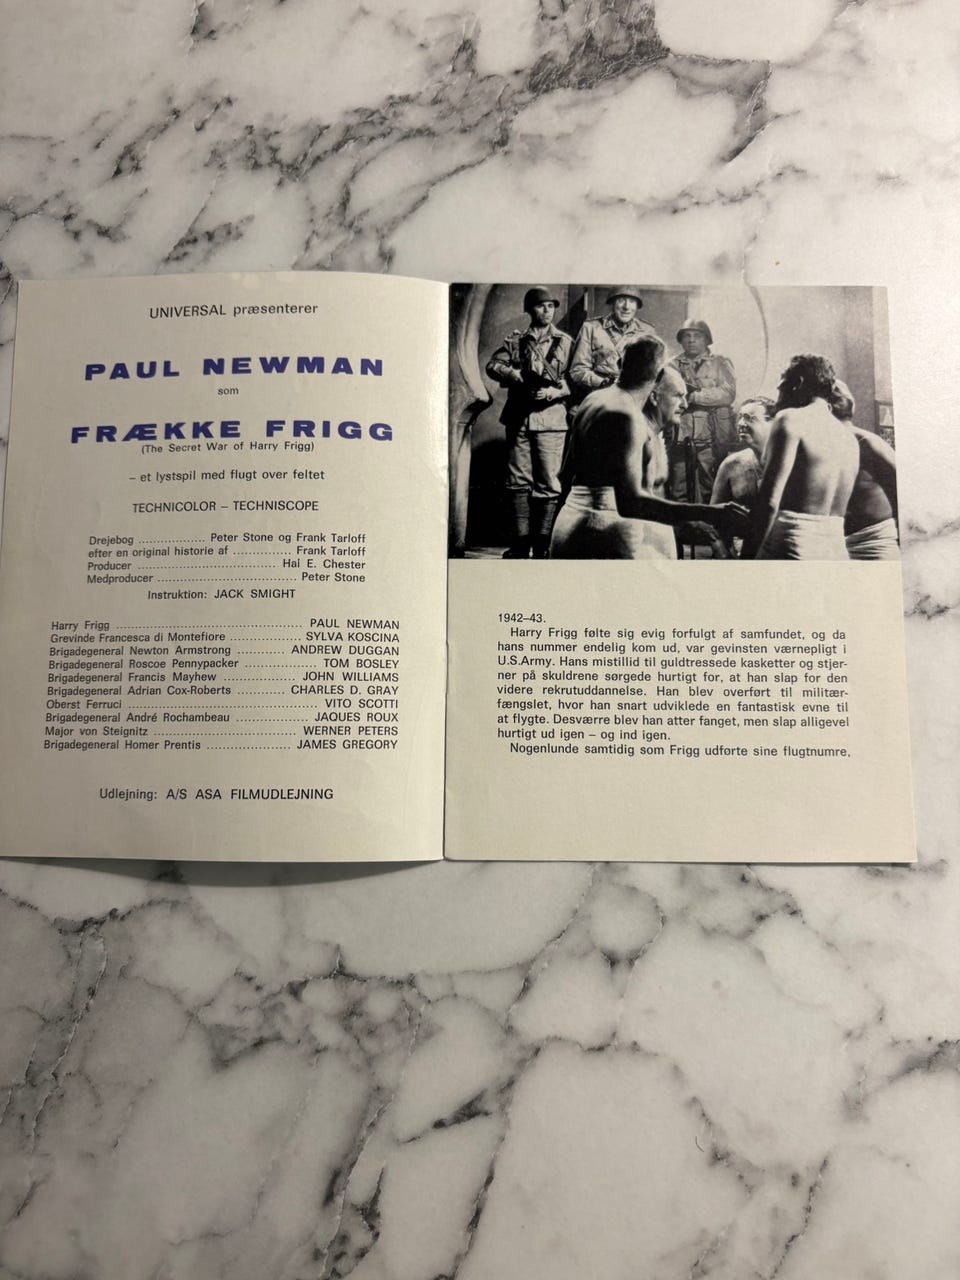 UNIVERSAL præsenterer
PAUL NEWMAN
som
FRÆKKE FRIGG
(The Secret War of Harry Frigg)
– et lystspil med flugt over feltet
TECHNICOLOR – TECHNISCOPE
Drejebog .................. Peter Stone og Frank Tarloff
efter en original historie af ............... Frank Tarloff
Producer .................................... Hal E. Chester
Medproducer .................................... Peter Stone
Instruktion: JACK SMIGHT
Harry Frigg .................................................. PAUL NEWMAN
Grevinde Francesca di Montefiore .................. SYLVA KOSCINA
Brigadegeneral Newton Armstrong ............ ANDREW DUGGAN
Brigadegeneral Roscoe Pennypacker .................. TOM BOSLEY
Brigadegeneral Francis Mayhew .................. JOHN WILLIAMS
Brigadegeneral Adrian Cox-Roberts ............ CHARLES D. GRAY
Oberst Ferruci .................................................. VITO SCOTTI
Brigadegeneral André Rochambeau .................. JAQUES ROUX
Major von Steignitz .................................... WERNER PETERS
Brigadegeneral Homer Prentis .................. JAMES GREGORY
Udlejning: A/S ASA FILMUDLEJNING
1942–43.
Harry Frigg følte sig evig forfulgt af samfundet, og da
hans nummer endelig kom ud, var gevinsten værnepligt i
U.S.Army. Hans mistillid til guldtressede kasketter og stjer-
ner på skuldrene sørgede hurtigt for, at han slap for den
videre rekrutuddannelse. Han blev overført til militær-
fængslet, hvor han snart udviklede en fantastisk evne til
at flygte. Desværre blev han atter fanget, men slap alligevel
hurtigt ud igen – og ind igen.
Nogenlunde samtidig som Frigg udførte sine flugtnumre,